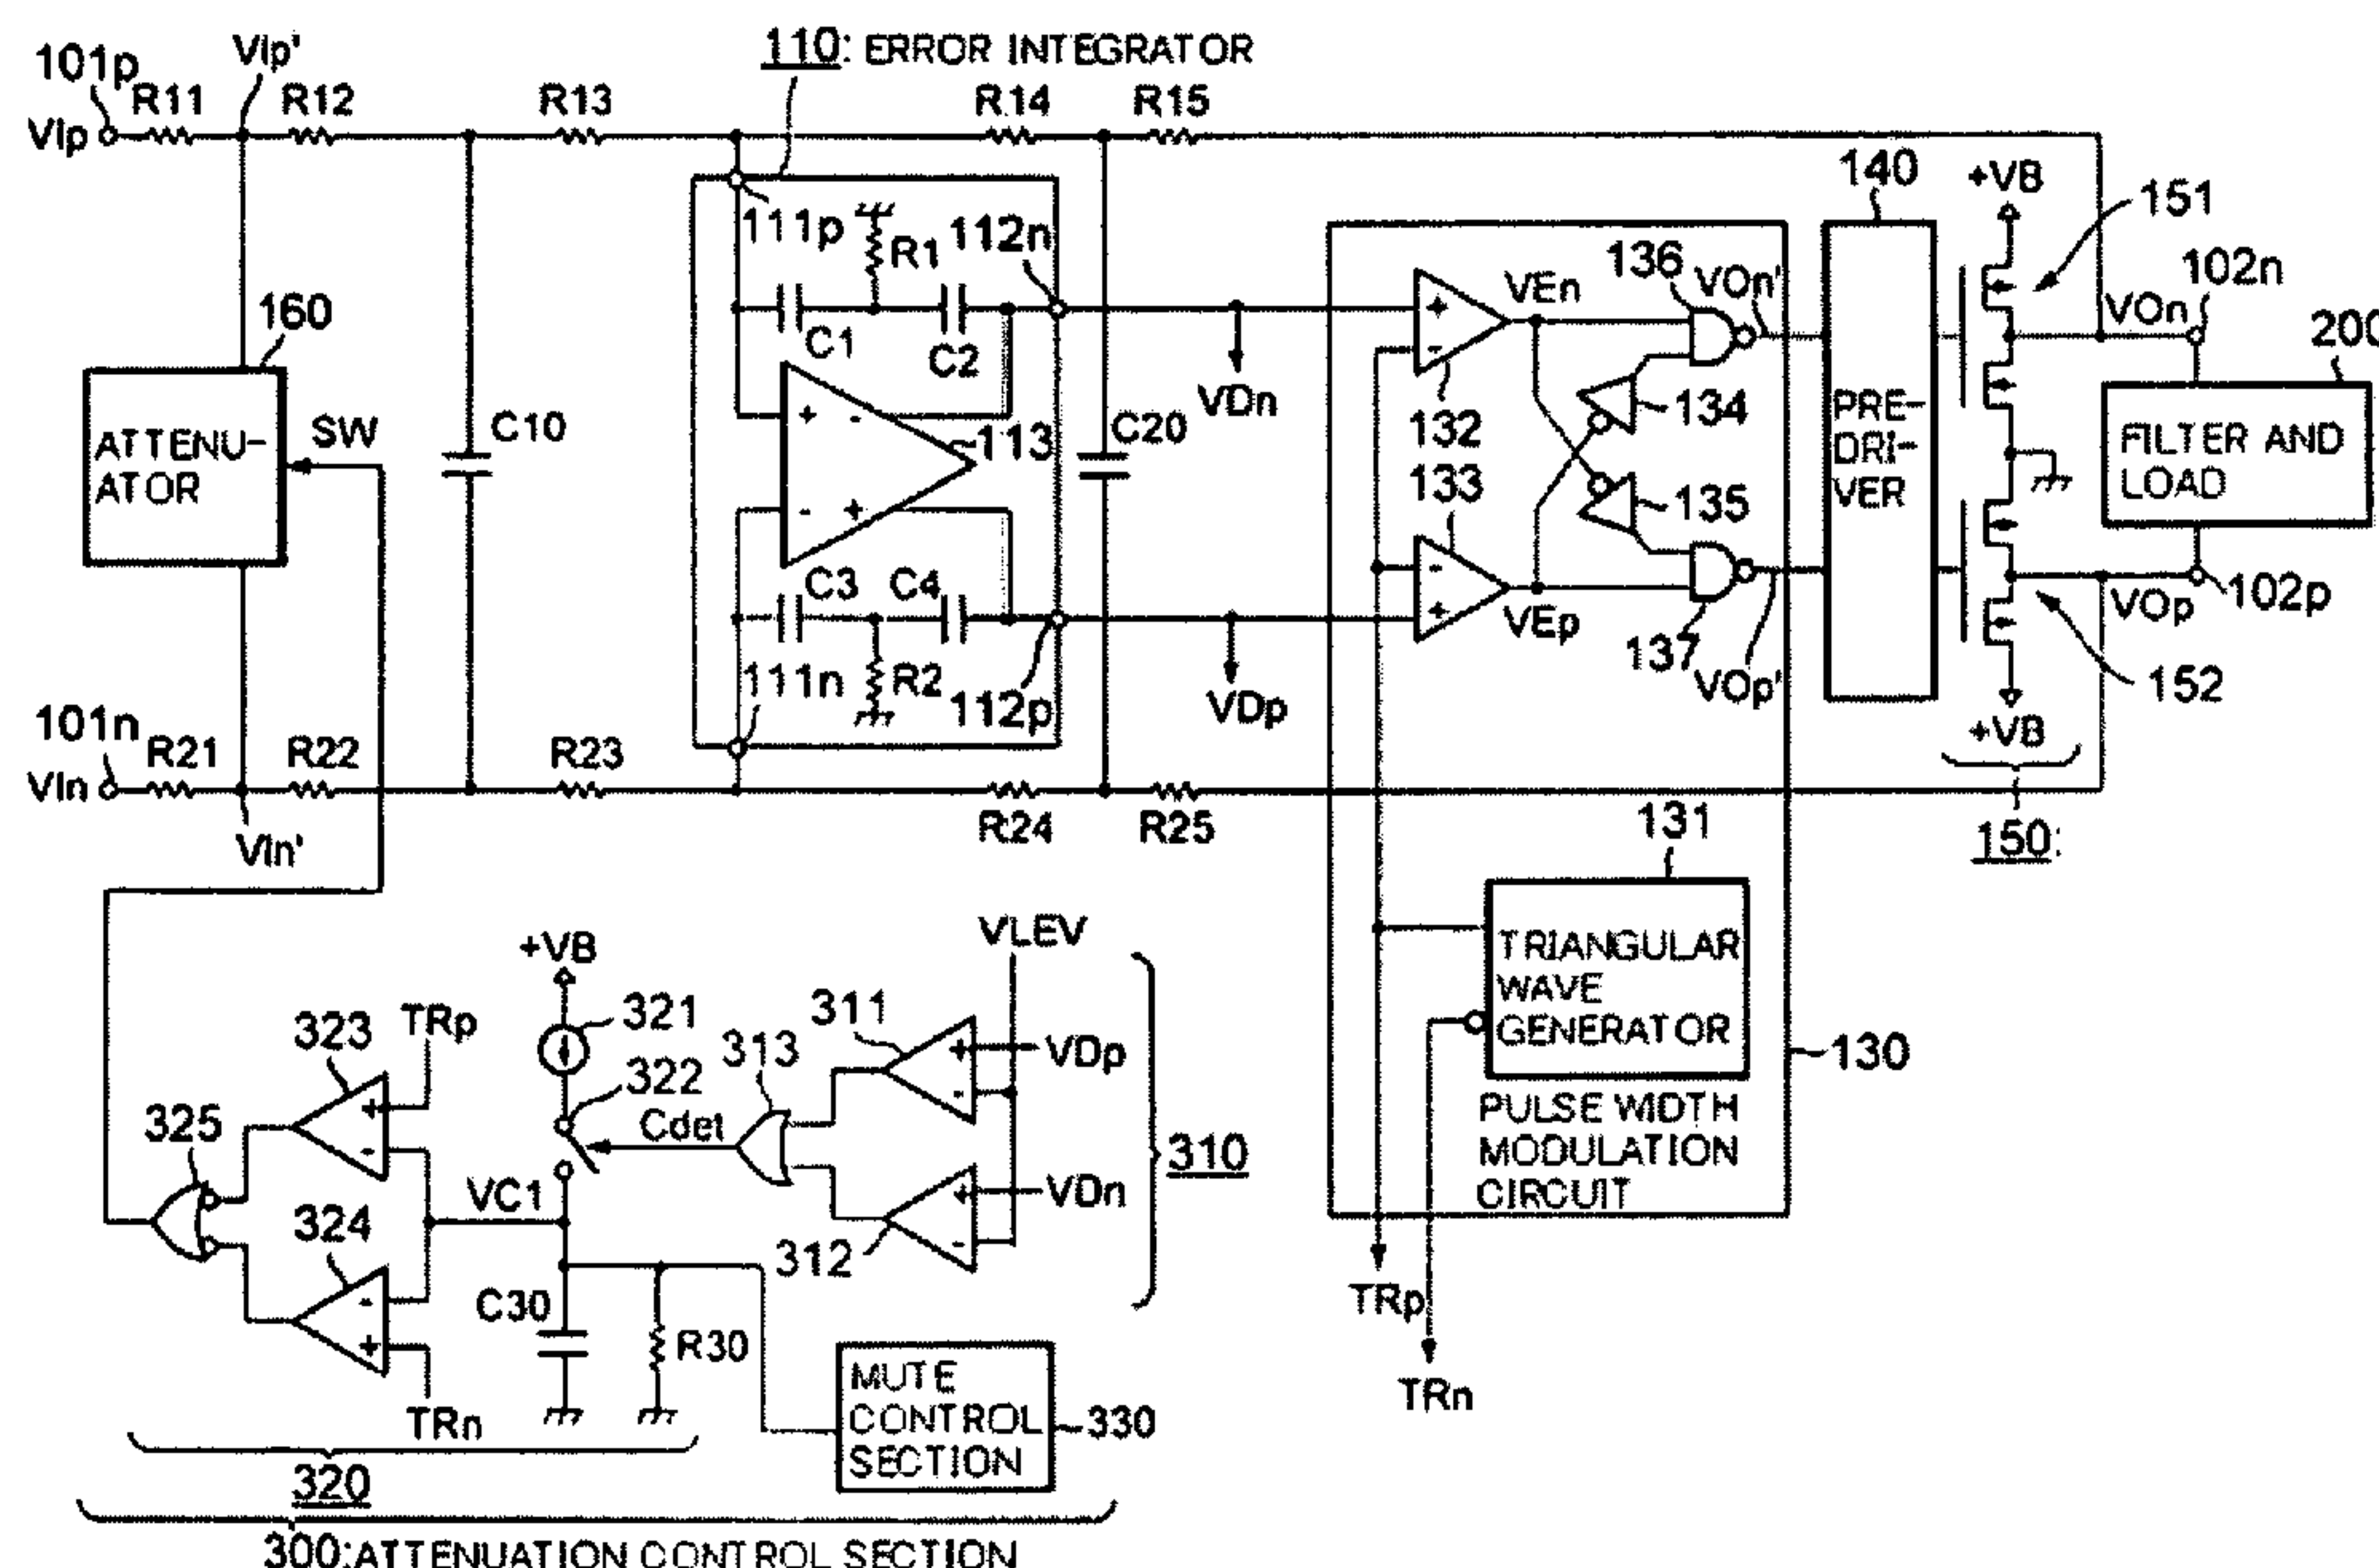 110: ERROR INTEGRATOR
101p
VIp'
R11
R12
R13
R14
R15
VIp
140
+VB
151
111p
R1
112n
136
VOn'
102n
160
VEn
VOn
200
C1
C2
VDn
132
134
ATTENU-
ATOR
SW
C10
113
C20
133
135
PRE-
DRI-
VER
FILTER AND
LOAD
+
-
-
+
+
-
-
+
C3
C4
VEp
137
VOp'
VOp
102p
111n
R2
112p
VDp
152
+VB
101n
R21
R22
R23
VIn
VIn'
R24
R25
131
150:
VLEV
+VB
TRIANGULAR
WAVE
GENERATOR
130
PULSE WIDTH
MODULATION
CIRCUIT
323
TRp
321
311
313
322
+
-
VDp
325
+
-
Cdet
310
VC1
+
-
VDn
324
312
-
+
C30
R30
TRp
TRn
TRn
MUTE
CONTROL
SECTION
330
320
300:ATTENUATION CONTROL SECTION